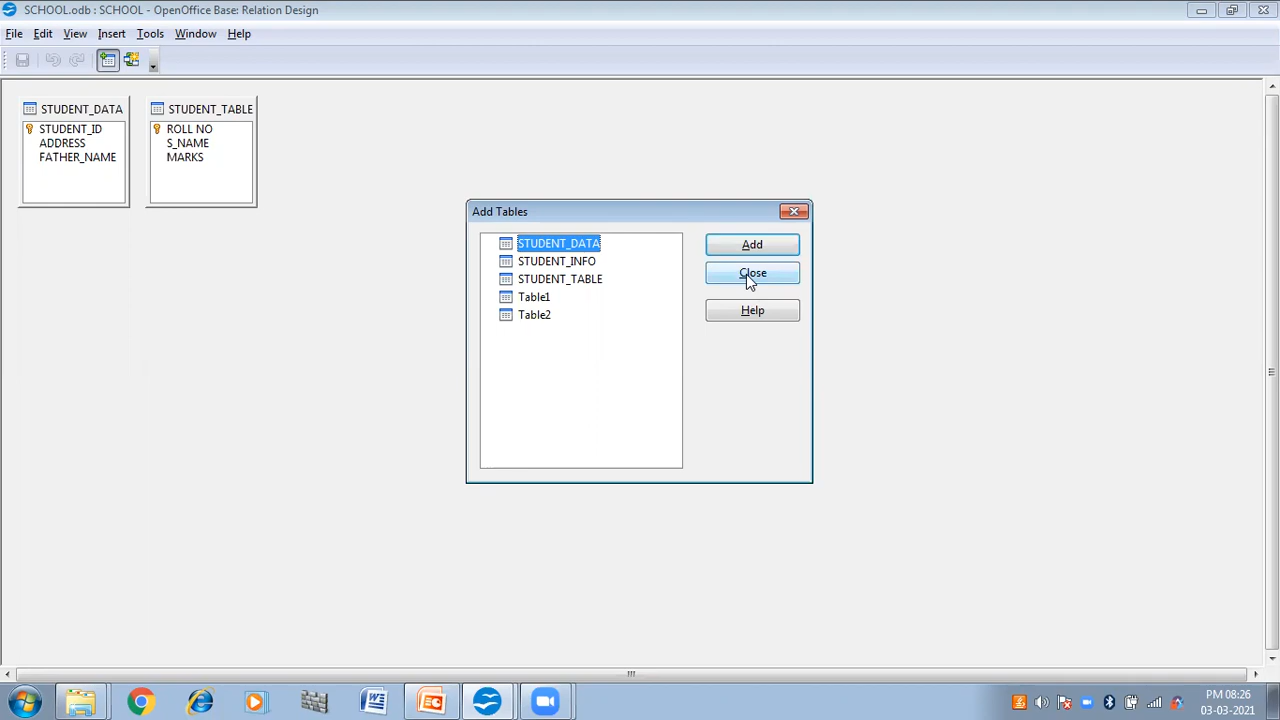 SCHOOL.odb : SCHOOL - OpenOffice Base: Relation Design
File Edit View Insert Tools Window Help
STUDENT_DATA
STUDENT_ID
ADDRESS
FATHER_NAME
STUDENT_TABLE
ROLL NO
S_NAME
MARKS
Add Tables
STUDENT_DATA
STUDENT_INFO
STUDENT_TABLE
Table1
Table2
Add
Close
Help
PM 08:26
03-03-2021